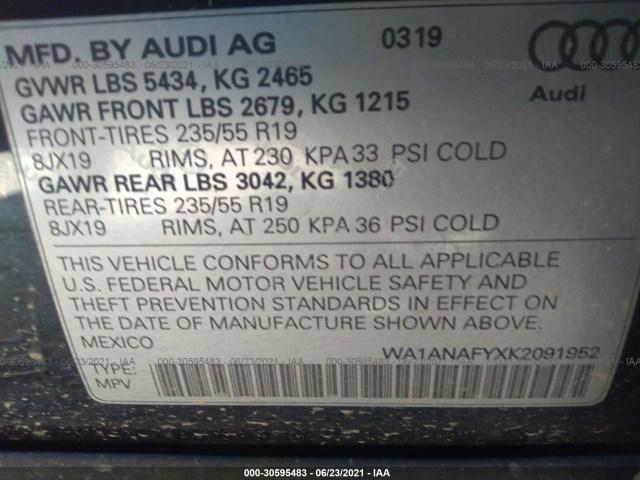 MFD. BY AUDI AG 0319
GVWR LBS 5434, KG 2465
GAWR FRONT LBS 2679, KG 1215
Audi
FRONT-TIRES 235/55 R19
8JX19 RIMS, AT 230 KPA 33 PSI COLD
GAWR REAR LBS 3042, KG 1380
REAR-TIRES 235/55 R19
8JX19 RIMS, AT 250 KPA 36 PSI COLD
THIS VEHICLE CONFORMS TO ALL APPLICABLE
U.S. FEDERAL MOTOR VEHICLE SAFETY AND
THEFT PREVENTION STANDARDS IN EFFECT ON
THE DATE OF MANUFACTURE SHOWN ABOVE.
MEXICO
WA1ANAFYXK2091952
TYPE:
MPV
000-30595483 - 06/23/2021 - IAA